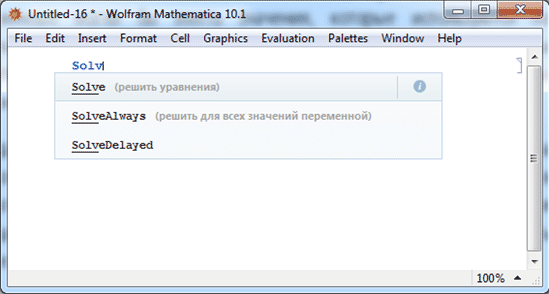 Untitled-16 * - Wolfram Mathematica 10.1
File Edit Insert Format Cell Graphics Evaluation Palettes Window Help
Solv
Solve (решить уравнения)
SolveAlways (решить для всех значений переменной)
SolveDelayed
100%